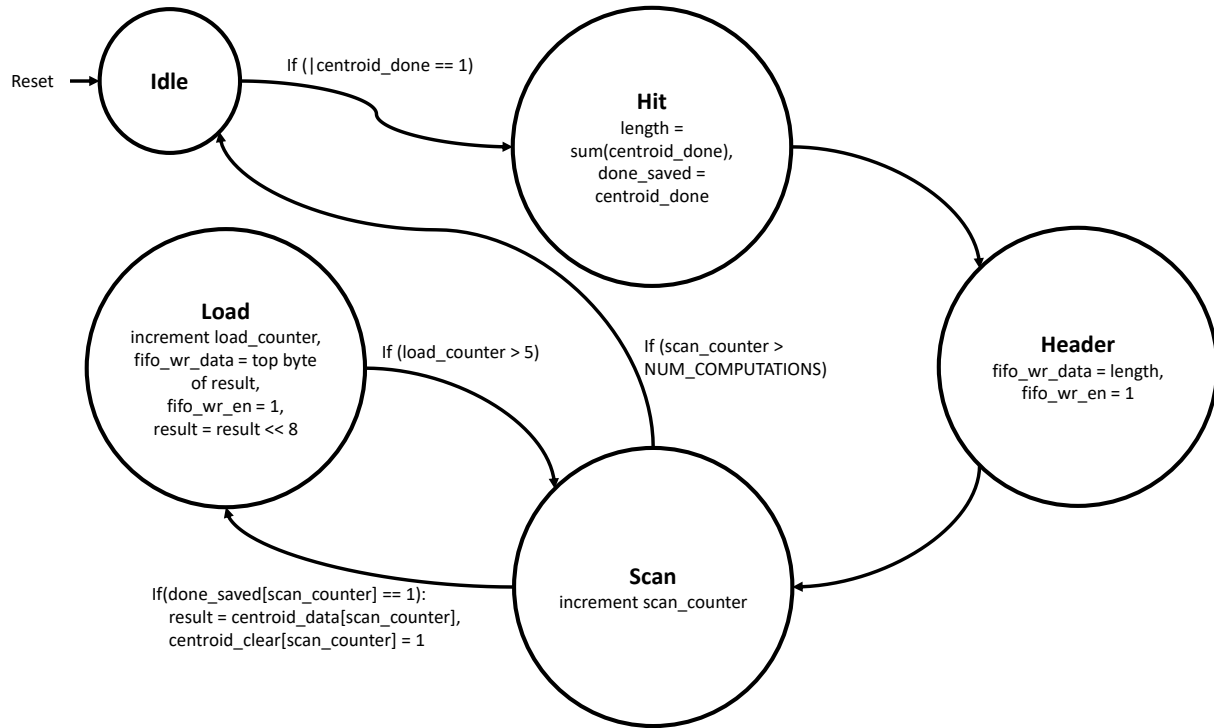 Reset
Idle
If (|centroid_done == 1)
Hit
length =
sum(centroid_done),
done_saved =
centroid_done
Load
increment load_counter,
fifo_wr_data = top byte
of result,
fifo_wr_en = 1,
result = result << 8
If (load_counter > 5)
If (scan_counter >
NUM_COMPUTATIONS)
Header
fifo_wr_data = length,
fifo_wr_en = 1
If(done_saved[scan_counter] == 1):
result = centroid_data[scan_counter],
centroid_clear[scan_counter] = 1
Scan
increment scan_counter